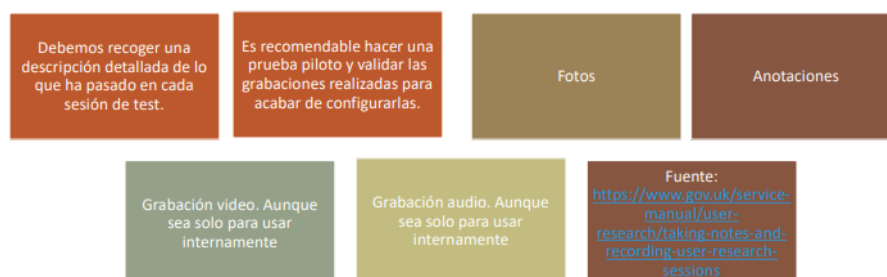 Debemos recoger una
descripción detallada de lo
que ha pasado en cada
sesión de test.
Es recomendable hacer una
prueba piloto y validar las
grabaciones realizadas para
acabar de configurarlas.
Fotos
Anotaciones
Grabación video. Aunque
sea solo para usar
internamente
Grabación audio. Aunque
sea solo para usar
internamente
Fuente:
https://www.gov.uk/service-
manual/user-
research/taking-notes-and-
recording-user-research-
sessions